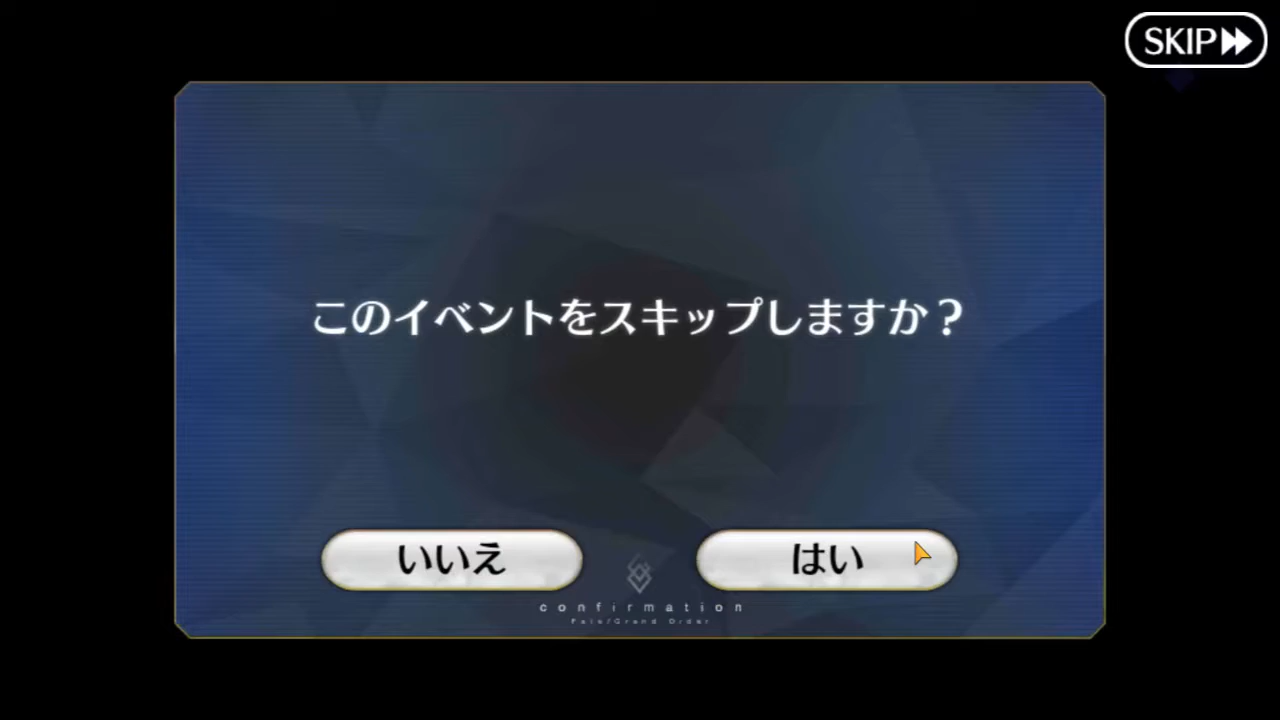 SKIP
このイベントをスキップしますか？
いいえ
はい
confirmation
Fate/Grand Order